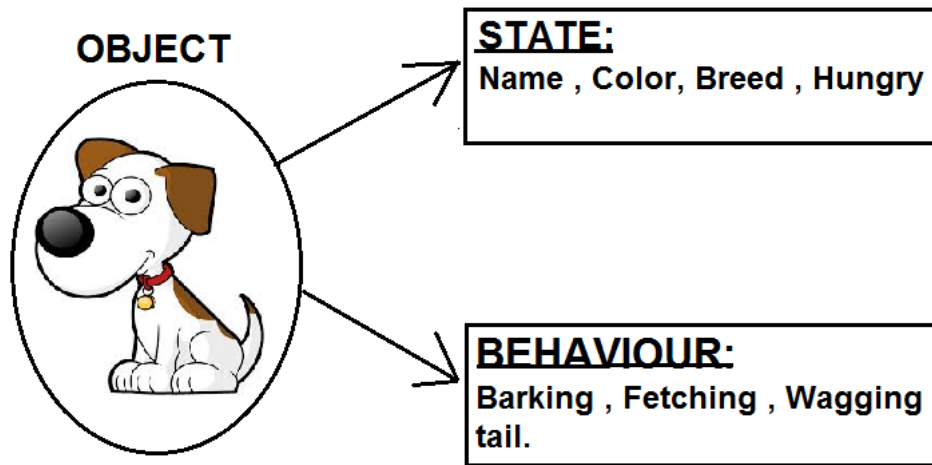 OBJECT
STATE:
Name , Color, Breed , Hungry
BEHAVIOUR:
Barking , Fetching , Wagging
tail.